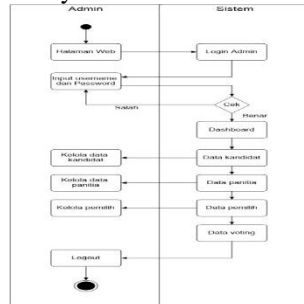 Admin
Sistem
Halaman Web
Login Admin
Input username
dan Password
Salah
Cek
Benar
Dashboard
Kelola data
kandidat
Data kandidat
Kelola data
panitia
Data panitia
Kelola pemilih
Data pemilih
Data voting
Logout